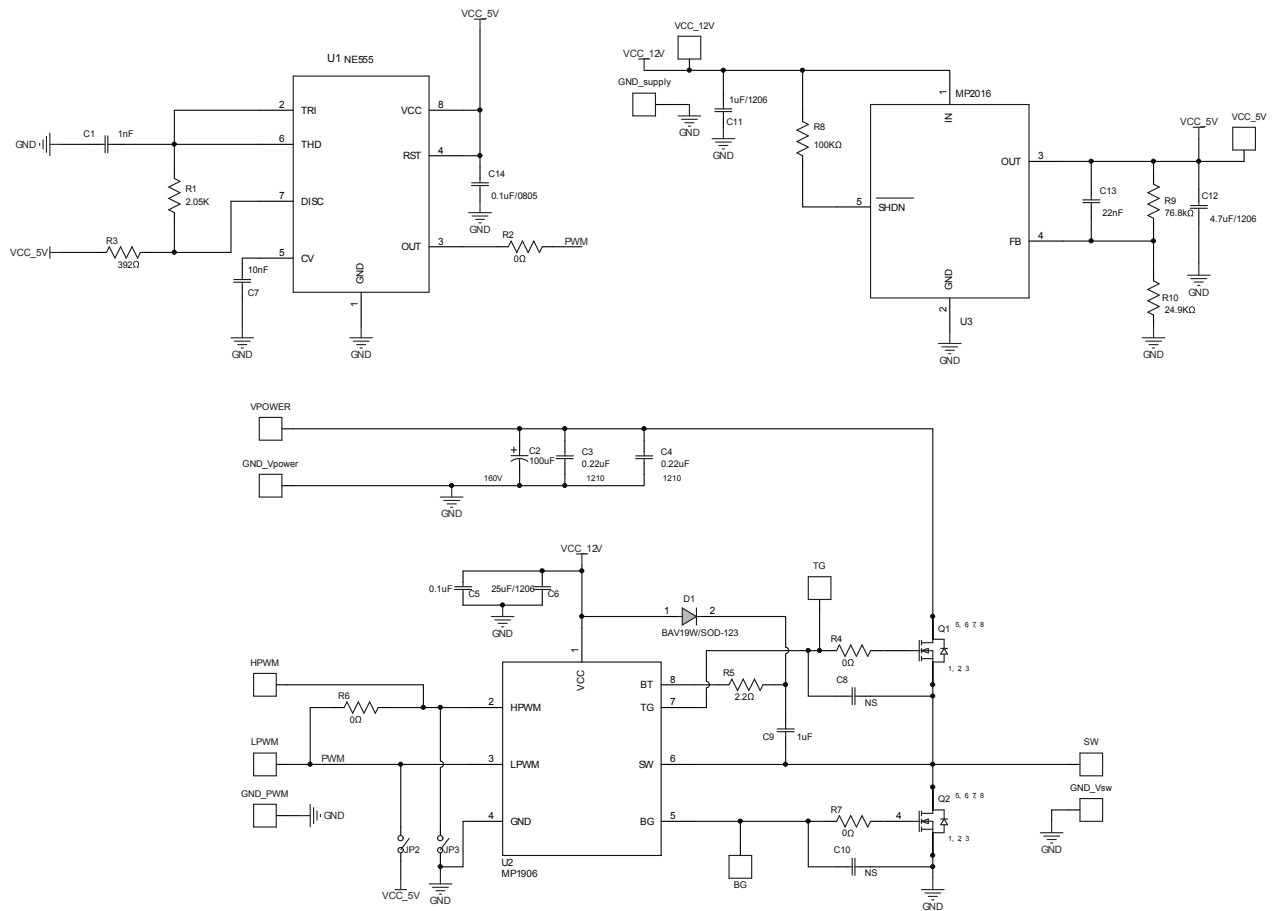 VCC_5V
U1 NE555
2 TRI
VCC 8
C1 1nF
GND
6 THD
RST 4
R1
2.05K
C14
0.1uF/0805
GND
7 DISC
VCC_5V
R3
392Ω
OUT 3
R2
0Ω
PWM
10nF
C7
5 CV
GND
1
GND
GND
VCC_12V
VCC_12V
GND_supply
GND
1uF/1206
C11
GND
R8
100KΩ
1
MP2016
IN
OUT 3
5 SHDN
FB 4
GND
2
U3
GND
C13
22nF
R9
76.8kΩ
VCC_5V
VCC_5V
C12
4.7uF/1206
GND
R10
24.9KΩ
GND
VPOWER
GND_Vpower
GND
C2
100uF
160V
C3
0.22uF
1210
C4
0.22uF
1210
VCC_12V
0.1uF
C5
25uF/1206
C6
GND
1
VCC
D1
1 2
BAV19W/SOD-123
TG
Q1 5, 6, 7, 8
R4
0Ω
1, 2, 3
C8
NS
HPWM
R6
0Ω
2 HPWM
BT 8
R5
2.2Ω
TG 7
C9 1uF
LPWM
PWM
3 LPWM
SW 6
SW
GND_PWM
GND
4 GND
BG 5
R7
0Ω
4
Q2 5, 6, 7, 8
1, 2, 3
GND_Vsw
GND
C10
NS
JP2
JP3
VCC_5V
GND
U2
MP1906
BG
GND